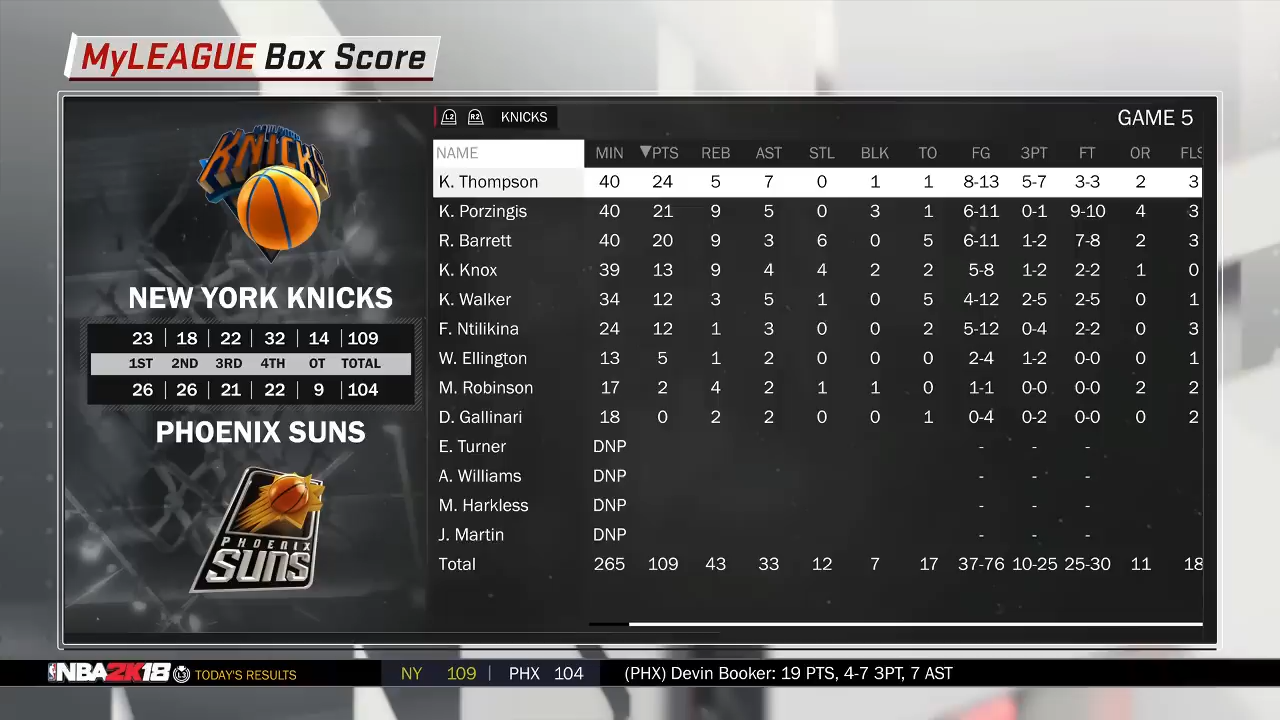 MyLEAGUE Box Score
L2 R2 KNICKS GAME 5
KNICKS
NEW YORK KNICKS
23 18 22 32 14 109
1ST 2ND 3RD 4TH OT TOTAL
26 26 21 22 9 104
PHOENIX SUNS
PHOENIX
SUNS
NAME MIN ▼PTS REB AST STL BLK TO FG 3PT FT OR FLS
K. Thompson 40 24 5 7 0 1 1 8-13 5-7 3-3 2 3
K. Porzingis 40 21 9 5 0 3 1 6-11 0-1 9-10 4 3
R. Barrett 40 20 9 3 6 0 5 6-11 1-2 7-8 2 3
K. Knox 39 13 9 4 4 2 2 5-8 1-2 2-2 1 0
K. Walker 34 12 3 5 1 0 5 4-12 2-5 2-5 0 1
F. Ntilikina 24 12 1 3 0 0 2 5-12 0-4 2-2 0 3
W. Ellington 13 5 1 2 0 0 0 2-4 1-2 0-0 0 1
M. Robinson 17 2 4 2 1 1 0 1-1 0-0 0-0 2 2
D. Gallinari 18 0 2 2 0 0 1 0-4 0-2 0-0 0 2
E. Turner DNP - - -
A. Williams DNP - - -
M. Harkless DNP - - -
J. Martin DNP - - -
Total 265 109 43 33 12 7 17 37-76 10-25 25-30 11 18
NBA2K18 TODAY'S RESULTS NY 109 | PHX 104 (PHX) Devin Booker: 19 PTS, 4-7 3PT, 7 AST